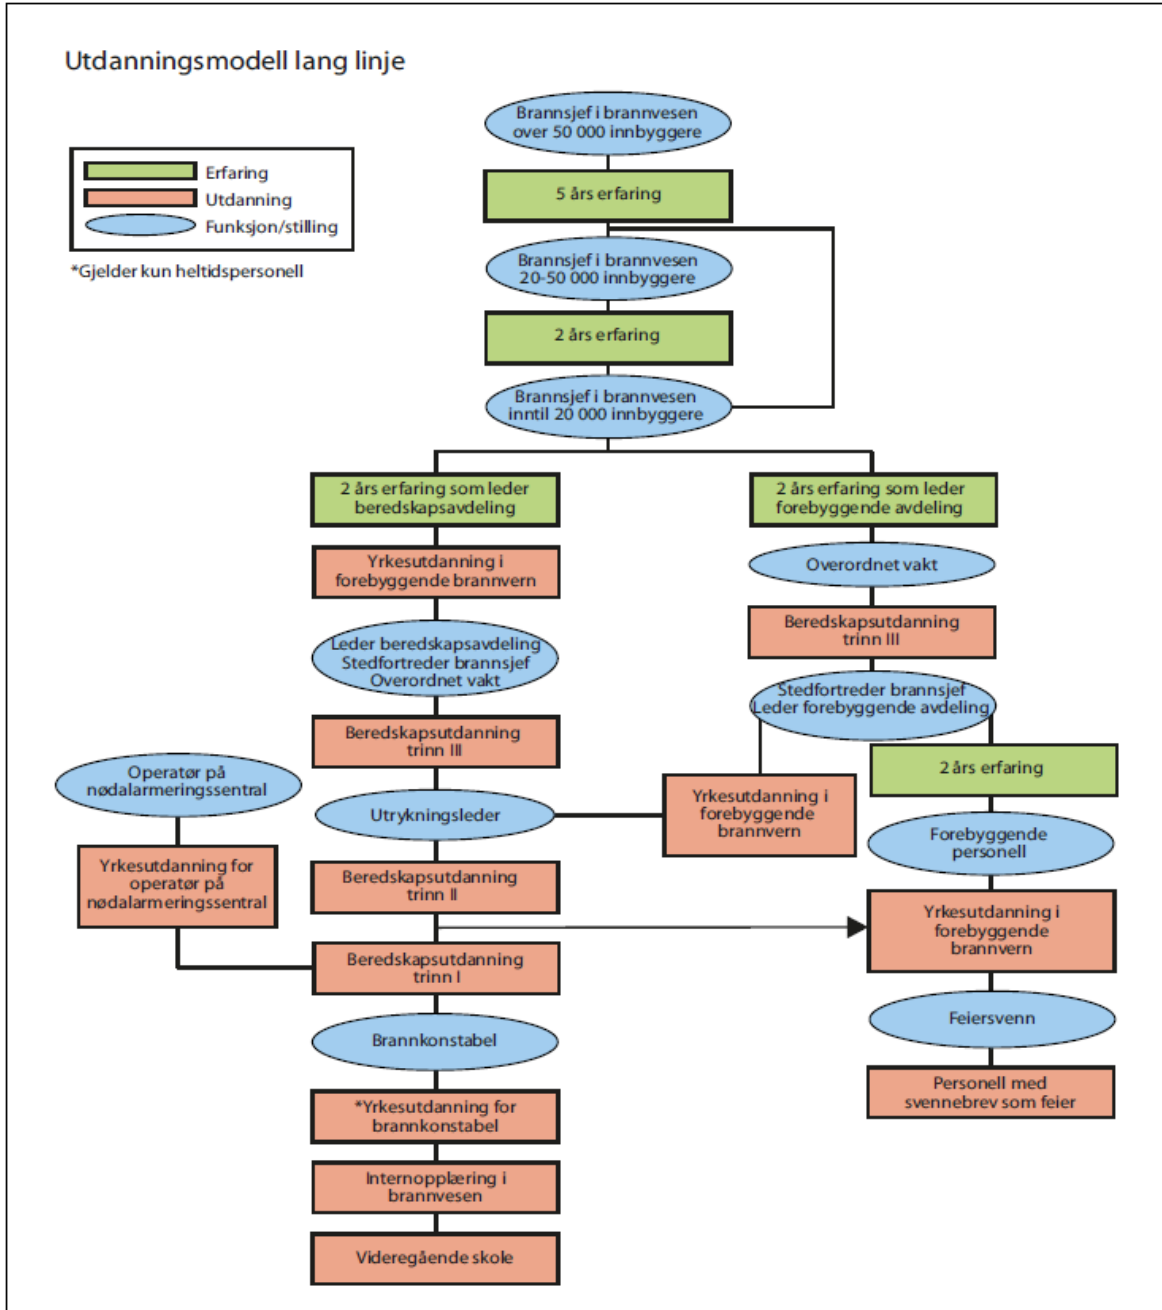 Utdanningsmodell lang linje
Erfaring
Utdanning
Funksjon/stilling
*Gjelder kun heltidspersonell
Brannsjef i brannvesen
over 50 000 innbyggere
5 års erfaring
Brannsjef i brannvesen
20-50 000 innbyggere
2 års erfaring
Brannsjef i brannvesen
inntil 20 000 innbyggere
2 års erfaring som leder
beredskapsavdeling
Yrkesutdanning i
forebyggende brannvern
Leder beredskapsavdeling
Stedfortreder brannsjef
Overordnet vakt
Beredskapsutdanning
trinn III
Utrykningsleder
Beredskapsutdanning
trinn II
Beredskapsutdanning
trinn I
Brannkonstabel
*Yrkesutdanning for
brannkonstabel
Internopplæring i
brannvesen
Videregående skole
Operatør på
nødalarmeringssentral
Yrkesutdanning for
operatør på
nødalarmeringssentral
2 års erfaring som leder
forebyggende avdeling
Overordnet vakt
Beredskapsutdanning
trinn III
Stedfortreder brannsjef
Leder forebyggende avdeling
Yrkesutdanning i
forebyggende
brannvern
2 års erfaring
Forebyggende
personell
Yrkesutdanning i
forebyggende
brannvern
Feiersvenn
Personell med
svennebrev som feier